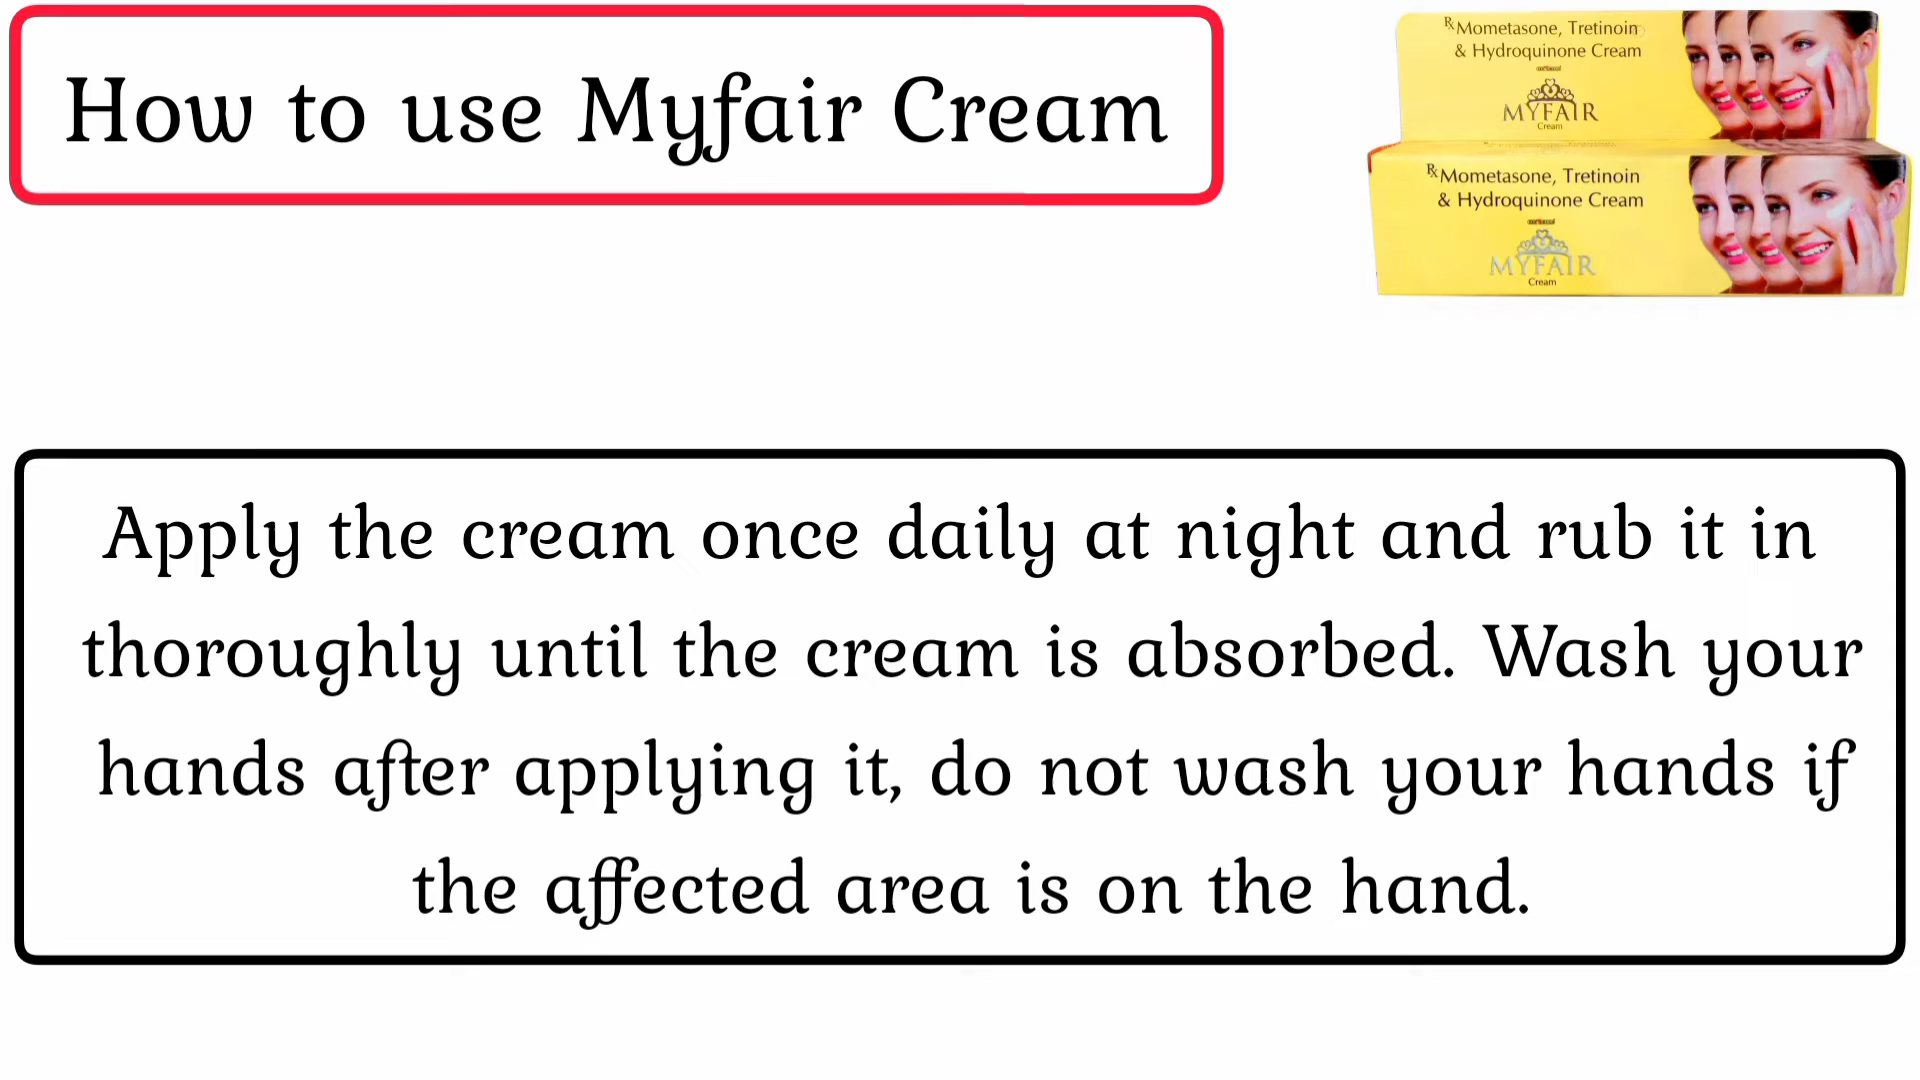 How to use Myfair Cream
Rx Mometasone, Tretinoin
& Hydroquinone Cream
MYFAIR
Cream
Rx Mometasone, Tretinoin
& Hydroquinone Cream
MYFAIR
Cream
Apply the cream once daily at night and rub it in
thoroughly until the cream is absorbed. Wash your
hands after applying it, do not wash your hands if
the affected area is on the hand.